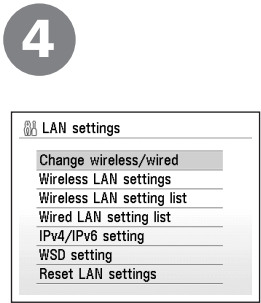 4
LAN settings
Change wireless/wired
Wireless LAN settings
Wireless LAN setting list
Wired LAN setting list
IPv4/IPv6 setting
WSD setting
Reset LAN settings